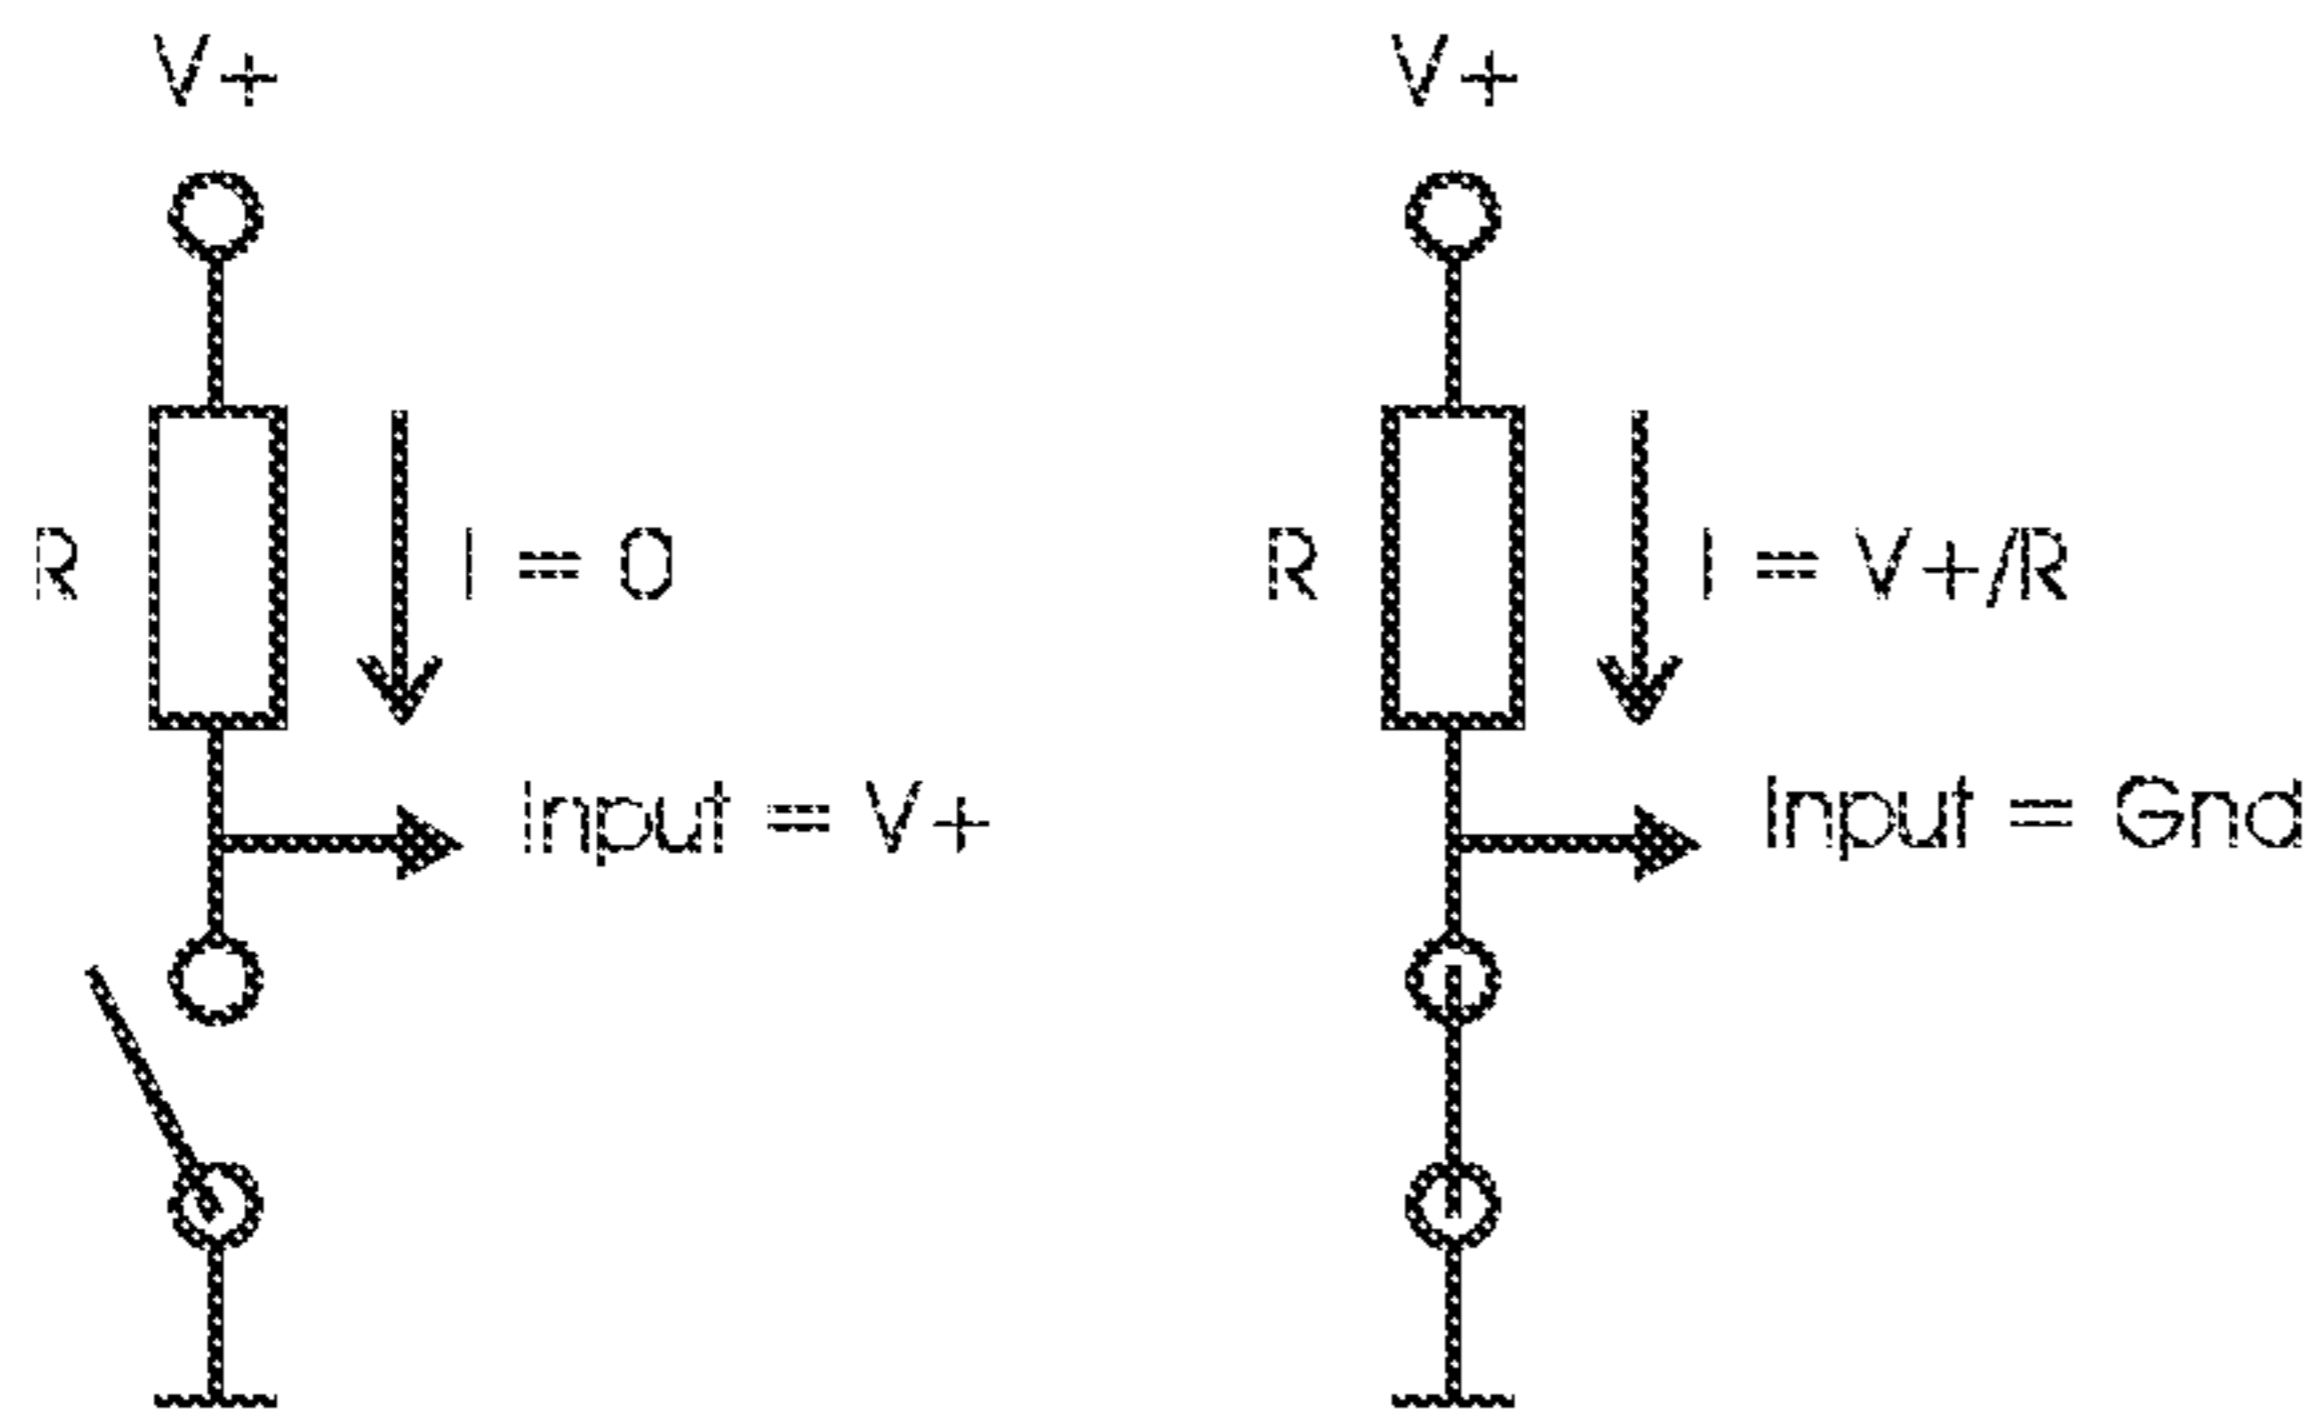 V+
R
I = 0
Input = V+
V+
R
I = V+/R
Input = Gnd